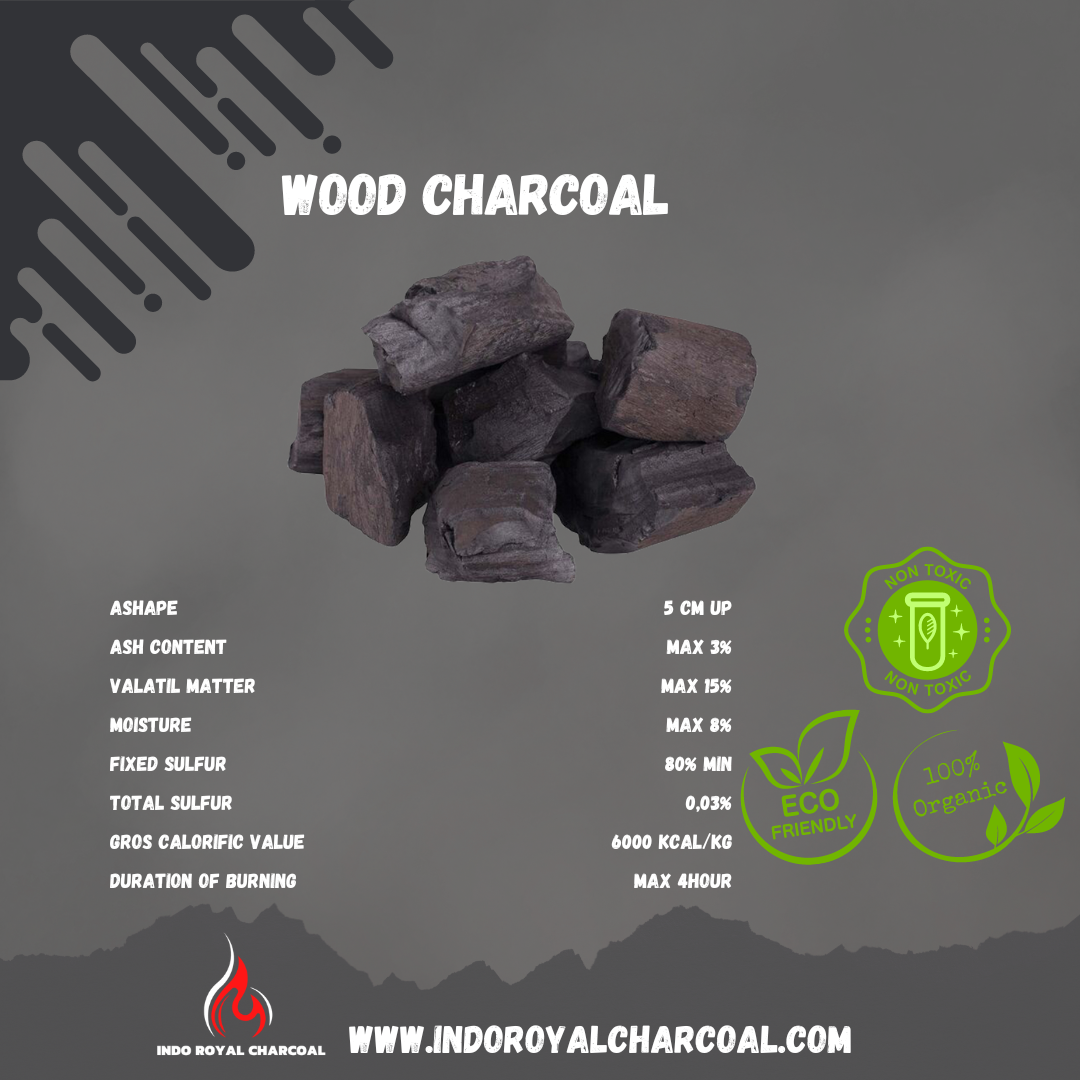 WOOD CHARCOAL
ASHAPE 5 CM UP
ASH CONTENT MAX 3%
VALATIL MATTER MAX 15%
MOISTURE MAX 8%
FIXED SULFUR 80% MIN
TOTAL SULFUR 0,03%
GROS CALORIFIC VALUE 6000 KCAL/KG
DURATION OF BURNING MAX 4HOUR
NON TOXIC
NON TOXIC
ECO
FRIENDLY
100%
Organic
INDO ROYAL CHARCOAL
WWW.INDOROYALCHARCOAL.COM